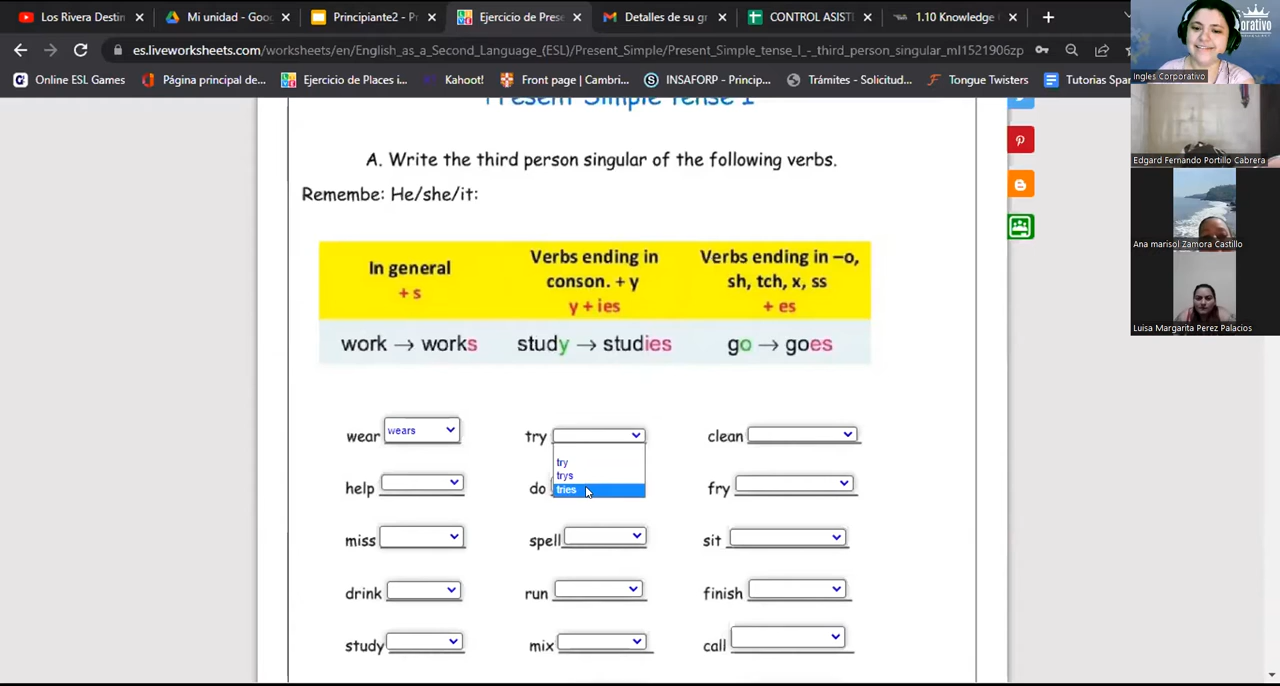 Los Rivera Destin
Mi unidad - Goo
Principiante2 - P
Ejercicio de Prese
Detalles de su gr
CONTROL ASIST
1.10 Knowledge
es.liveworksheets.com/worksheets/en/English_as_a_Second_Language_(ESL)/Present_Simple/Present_Simple_tense_I_-_third_person_singular_ml1521906zp
Online ESL Games
Página principal de...
Ejercicio de Places i...
Kahoot!
Front page | Cambri...
INSAFORP - Princip...
Trámites - Solicitud...
Tongue Twisters
Tutorias Spar
orativo
Ingles Corporativo
Edgard Fernando Portillo Cabrera
Ana marisol Zamora Castillo
Luisa Margarita Perez Palacios
Present Simple Tense I
A. Write the third person singular of the following verbs.
Remembe: He/she/it:
In general
+ s
Verbs ending in
conson. + y
y + ies
Verbs ending in –o,
sh, tch, x, ss
+ es
work → works
study → studies
go → goes
wear wears
try
clean
try
trys
tries
help
do
fry
miss
spell
sit
drink
run
finish
study
mix
call